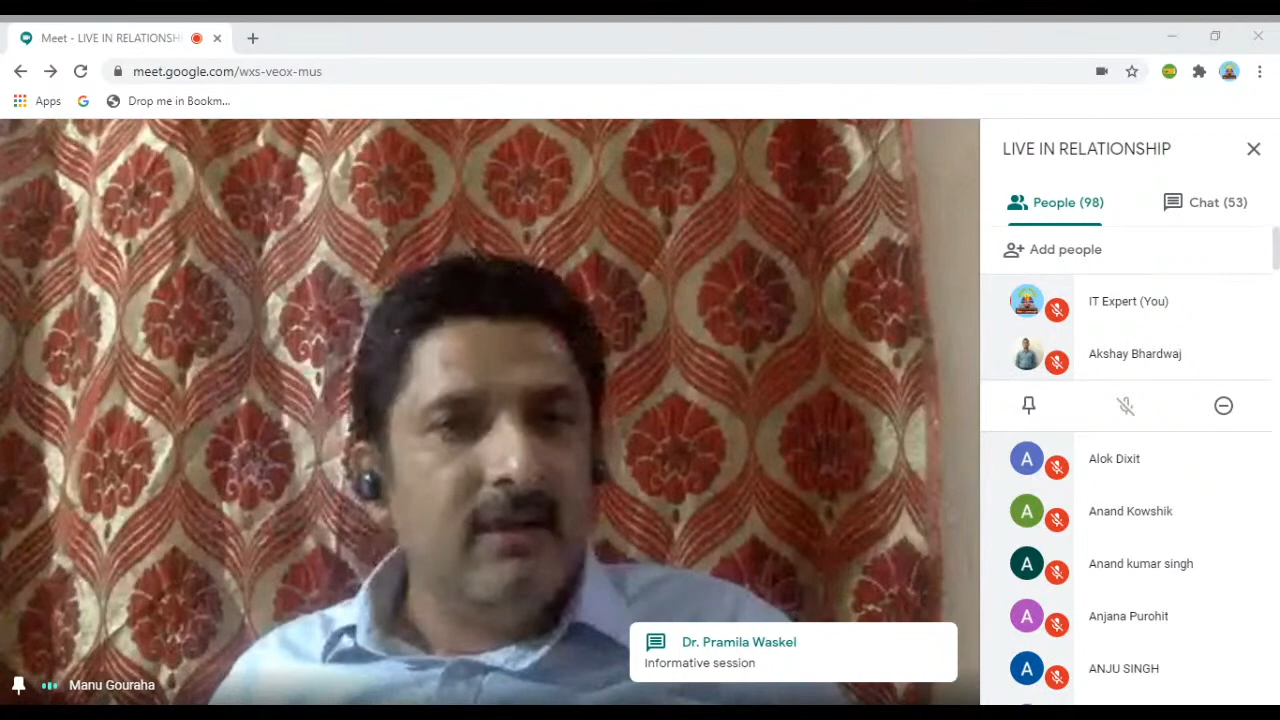 Meet - LIVE IN RELATIONSH
meet.google.com/wxs-veox-mus
Apps
Drop me in Bookm...
LIVE IN RELATIONSHIP
People (98)
Chat (53)
Add people
IT Expert (You)
Akshay Bhardwaj
A Alok Dixit
A Anand Kowshik
A Anand kumar singh
A Anjana Purohit
A ANJU SINGH
Dr. Pramila Waskel
Informative session
Manu Gouraha